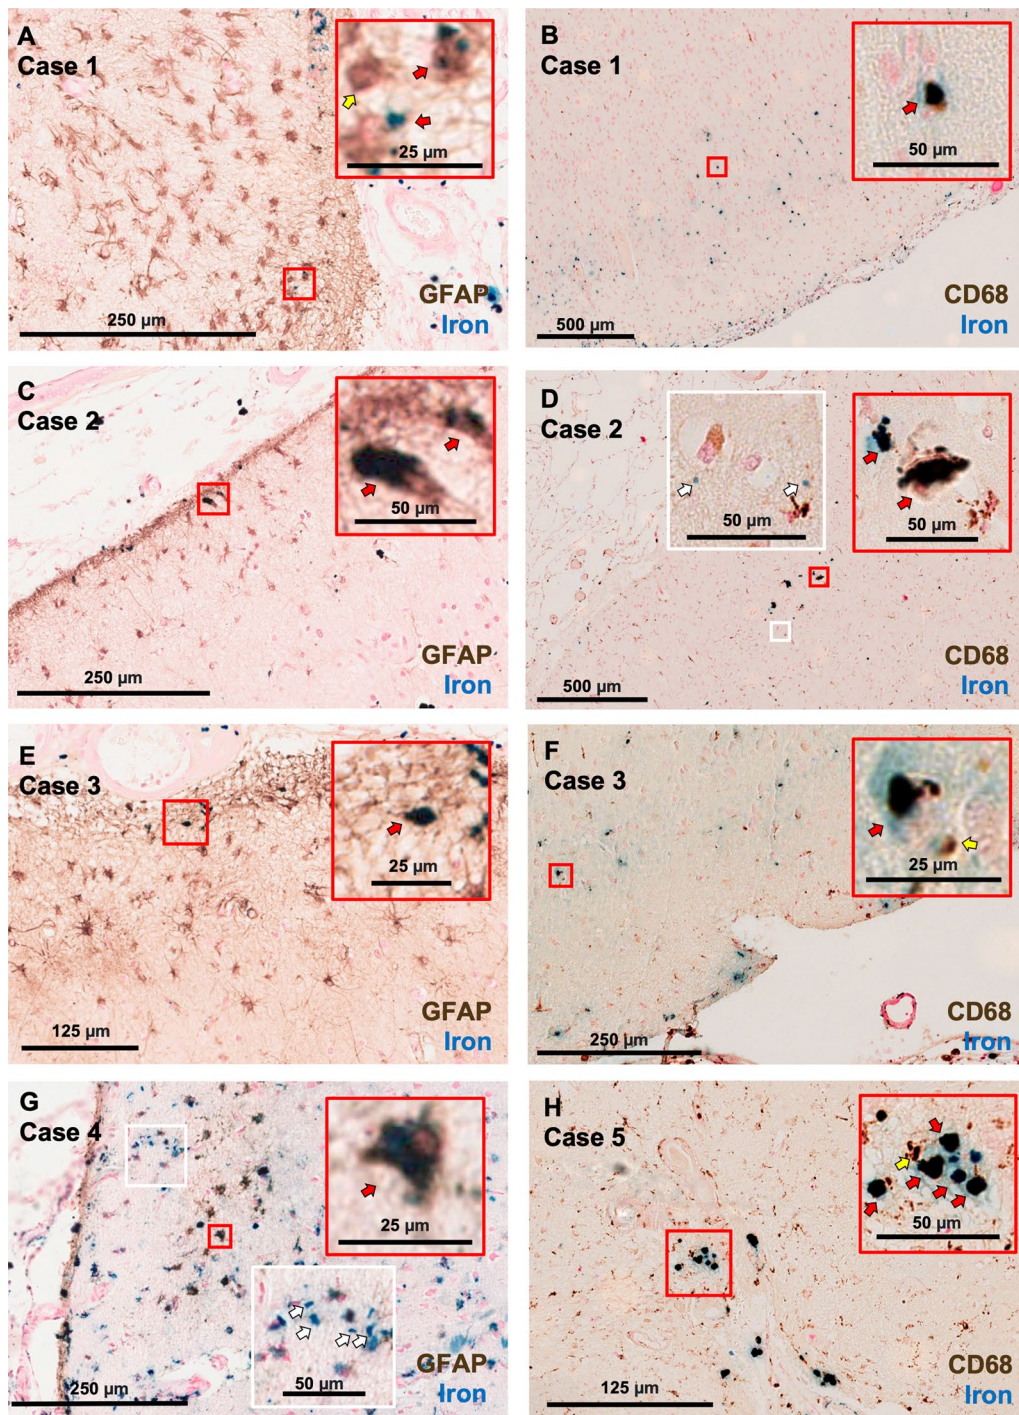 A
Case 1
25 µm
250 µm
GFAP
Iron
B
Case 1
50 µm
500 µm
CD68
Iron
C
Case 2
50 µm
250 µm
GFAP
Iron
D
Case 2
50 µm
50 µm
500 µm
CD68
Iron
E
Case 3
25 µm
125 µm
GFAP
Iron
F
Case 3
25 µm
250 µm
CD68
Iron
G
Case 4
25 µm
50 µm
250 µm
GFAP
Iron
H
Case 5
50 µm
125 µm
CD68
Iron